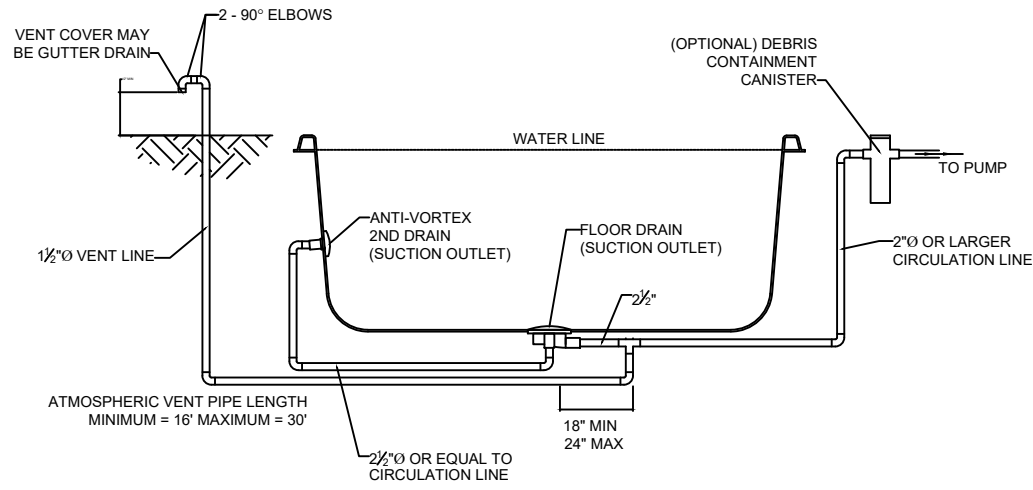 2 - 90° ELBOWS
VENT COVER MAY
BE GUTTER DRAIN
(OPTIONAL) DEBRIS
CONTAINMENT
CANISTER
WATER LINE
TO PUMP
ANTI-VORTEX
2ND DRAIN
(SUCTION OUTLET)
FLOOR DRAIN
(SUCTION OUTLET)
1½"Ø VENT LINE
2"Ø OR LARGER
CIRCULATION LINE
2½"
ATMOSPHERIC VENT PIPE LENGTH
MINIMUM = 16' MAXIMUM = 30'
18" MIN
24" MAX
2½"Ø OR EQUAL TO
CIRCULATION LINE